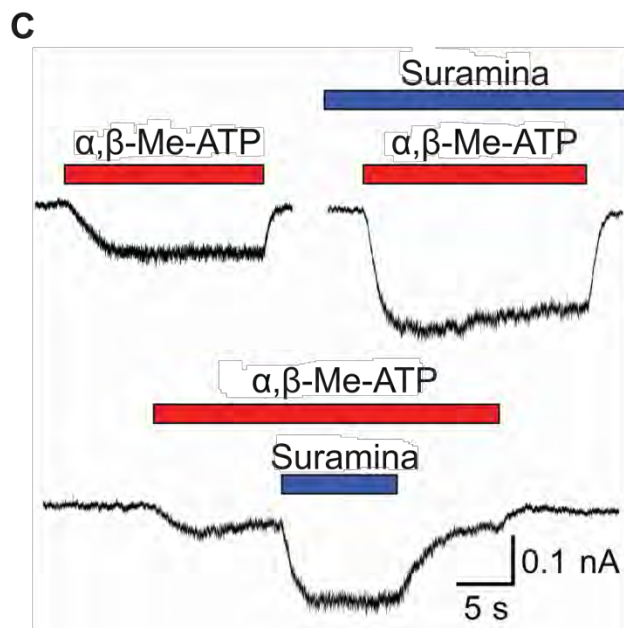 C
Suramina
α,β-Me-ATP
α,β-Me-ATP
α,β-Me-ATP
Suramina
0.1 nA
5 s